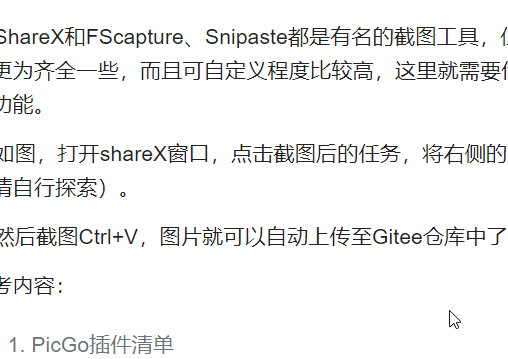 ShareX和FScapture、Snipaste都是有名的截图工具，但
更为齐全一些，而且可自定义程度比较高，这里就需要
功能。
如图，打开shareX窗口，点击截图后的任务，将右侧的
请自行探索）。
然后截图Ctrl+V，图片就可以自动上传至Gitee仓库中了
考内容：
1. PicGo插件清单